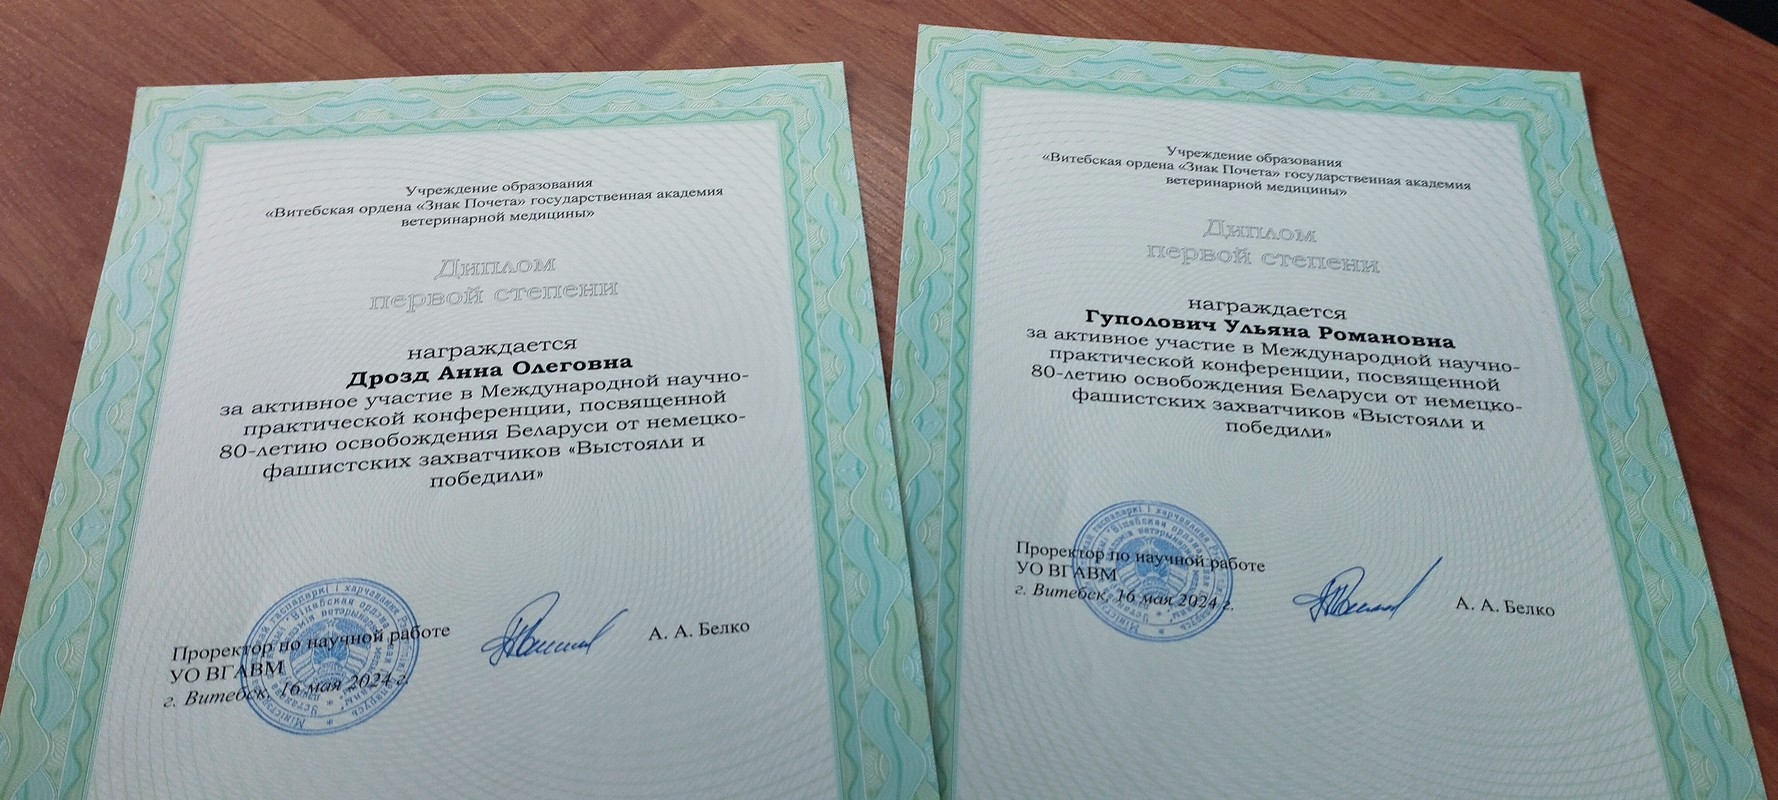 Учреждение образования
«Витебская ордена «Знак Почета» государственная академия
ветеринарной медицины»
Диплом
первой степени
награждается
Дрозд Анна Олеговна
за активное участие в Международной научно-
практической конференции, посвященной
80-летию освобождения Беларуси от немецко-
фашистских захватчиков «Выстояли и
победили»
Проректор по научной работе
УО ВГАВМ
г. Витебск, 16 мая 2024 г.
А. А. Белко
Учреждение образования
«Витебская ордена «Знак Почета» государственная академия
ветеринарной медицины»
Диплом
первой степени
награждается
Гуполович Ульяна Романовна
за активное участие в Международной научно-
практической конференции, посвященной
80-летию освобождения Беларуси от немецко-
фашистских захватчиков «Выстояли и
победили»
Проректор по научной работе
УО ВГАВМ
г. Витебск, 16 мая 2024 г.
А. А. Белко